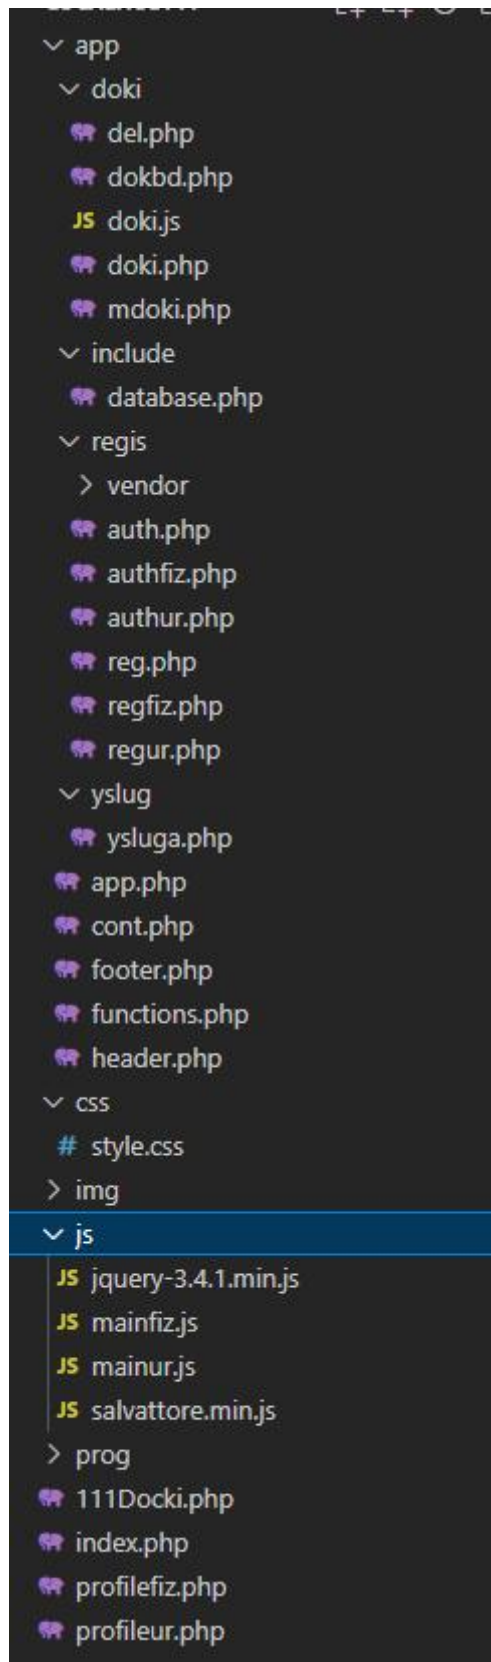 app
doki
del.php
dokbd.php
JS doki.js
doki.php
mdoki.php
include
database.php
regis
vendor
auth.php
authfiz.php
authur.php
reg.php
regfiz.php
regur.php
yslug
ysluga.php
app.php
cont.php
footer.php
functions.php
header.php
css
# style.css
img
js
JS jquery-3.4.1.min.js
JS mainfiz.js
JS mainur.js
JS salvattore.min.js
prog
111Docki.php
index.php
profilefiz.php
profileur.php